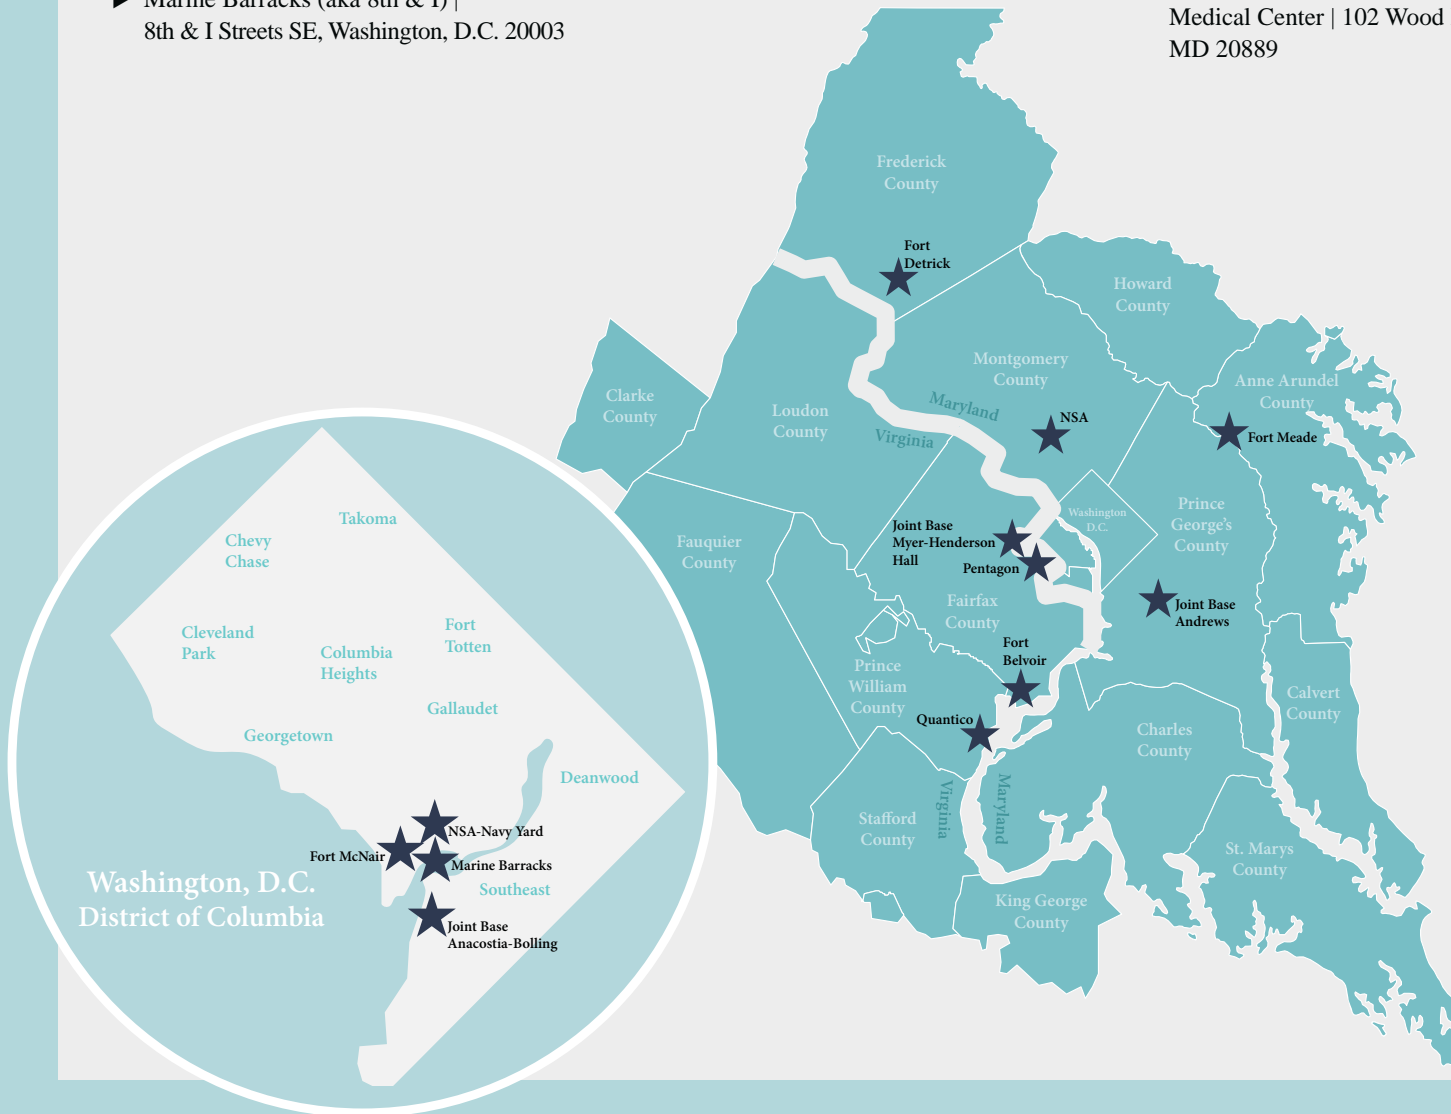 Marine Barracks (aka 8th & I) |
8th & I Streets SE, Washington, D.C. 20003
Medical Center | 102 Wood
MD 20889
Frederick
County
Fort
Detrick
Howard
County
Montgomery
County
Anne Arundel
County
Clarke
County
Loudon
County
Maryland
Virginia
NSA
Fort Meade
Washington
D.C.
Prince
George's
County
Joint Base
Myer-Henderson
Hall
Pentagon
Fauquier
County
Fairfax
County
Joint Base
Andrews
Fort
Belvoir
Prince
William
County
Quantico
Calvert
County
Charles
County
Virginia
Maryland
Stafford
County
St. Marys
County
King George
County
Takoma
Chevy
Chase
Cleveland
Park
Columbia
Heights
Fort
Totten
Gallaudet
Georgetown
Deanwood
NSA-Navy Yard
Fort McNair
Marine Barracks
Southeast
Washington, D.C.
District of Columbia
Joint Base
Anacostia-Bolling